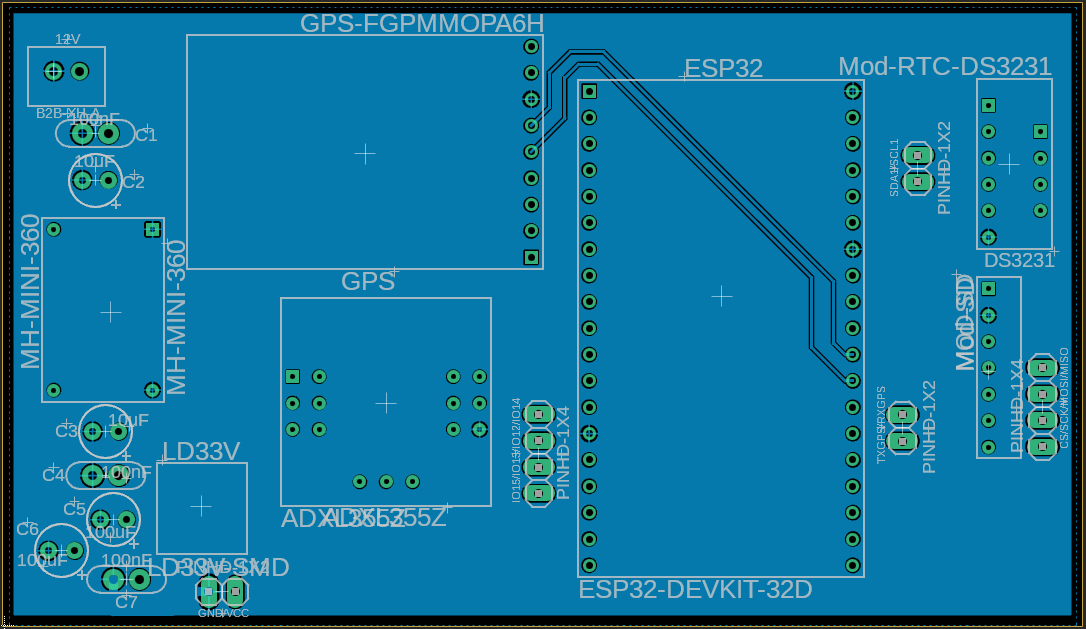 GPS-FGPMMOPA6H
12V
B2B-XH-A
100nF
C1
10uF
C2
MH-MINI-360
MH-MINI-360
GPS
ESP32
Mod-RTC-DS3231
SDA/SCL1
PINHD-1X2
DS3231
MOD-SD
PINHD-1X4
CS/SCK/MOSI/MISO
TXGPS/RXGPS
PINHD-1X2
IO15/IO13/IO12/IO14
PINHD-1X4
ADXL355Z
ADXL355Z
ESP32-DEVKIT-32D
10uF
C3
C4
100nF
C5
100uF
C6
100uF
100nF
C7
LD33V
LD33V-SMD
GND/VCC